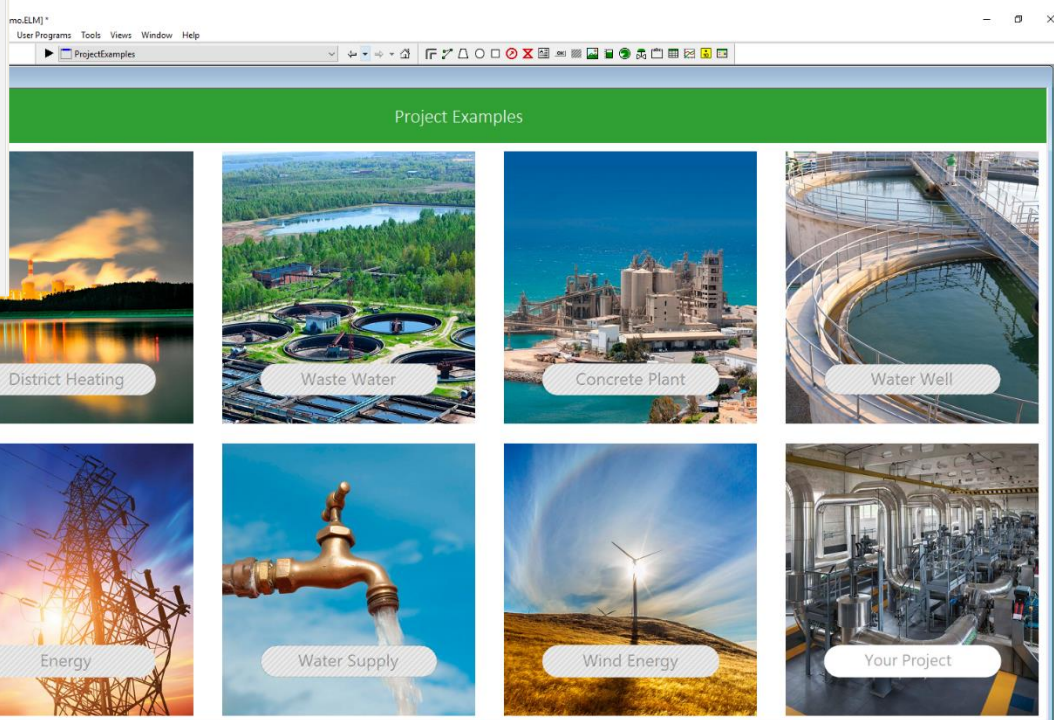 mo.ELM] *
User Programs Tools Views Window Help
ProjectExamples
Project Examples
District Heating
Waste Water
Concrete Plant
Water Well
Energy
Water Supply
Wind Energy
Your Project